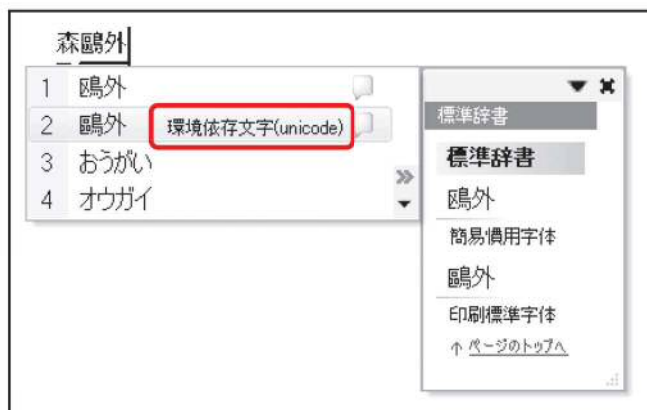 森鷗外
1 鴎外
2 鷗外 環境依存文字(unicode)
3 おうがい
4 オウガイ
標準辞書
標準辞書
鴎外
簡易慣用字体
鷗外
印刷標準字体
↑ ページのトップへ